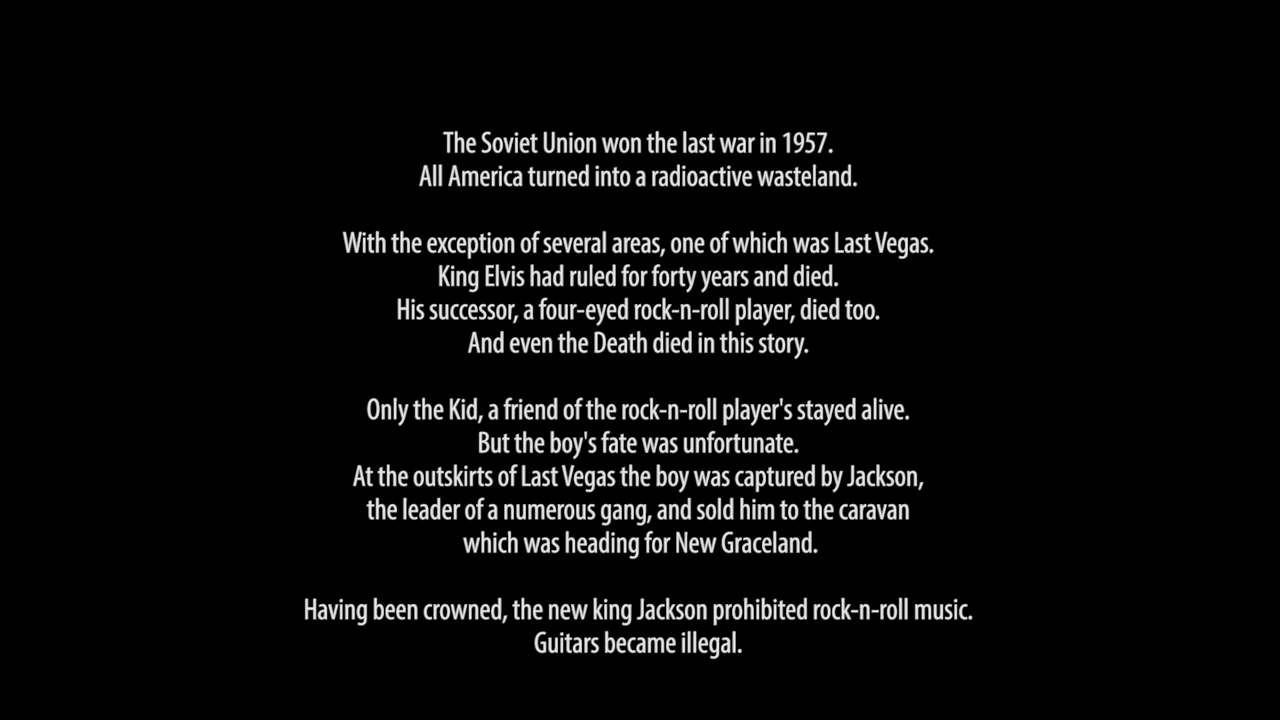 The Soviet Union won the last war in 1957.
All America turned into a radioactive wasteland.
With the exception of several areas, one of which was Last Vegas.
King Elvis had ruled for forty years and died.
His successor, a four-eyed rock-n-roll player, died too.
And even the Death died in this story.
Only the Kid, a friend of the rock-n-roll player's stayed alive.
But the boy's fate was unfortunate.
At the outskirts of Last Vegas the boy was captured by Jackson,
the leader of a numerous gang, and sold him to the caravan
which was heading for New Graceland.
Having been crowned, the new king Jackson prohibited rock-n-roll music.
Guitars became illegal.